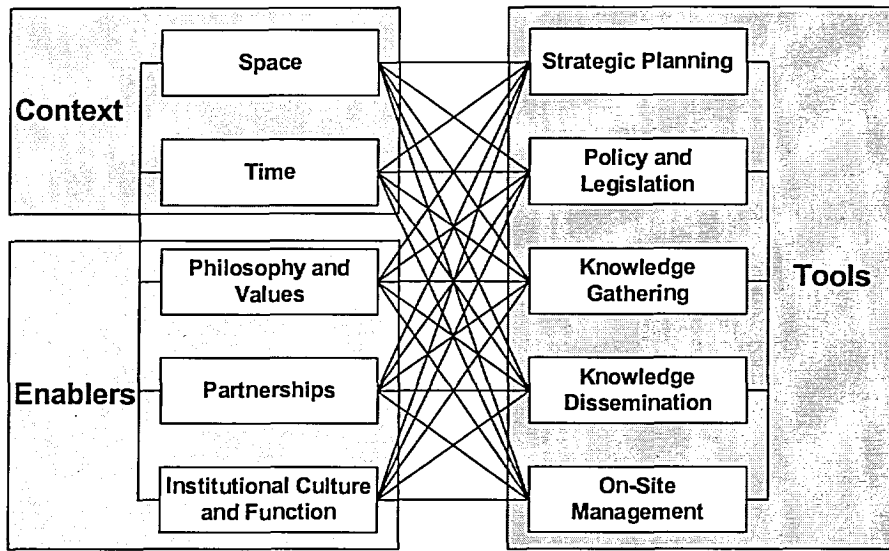 Context
Space
Time
Enablers
Philosophy and
Values
Partnerships
Institutional Culture
and Function
Strategic Planning
Policy and
Legislation
Knowledge
Gathering
Knowledge
Dissemination
On-Site
Management
Tools